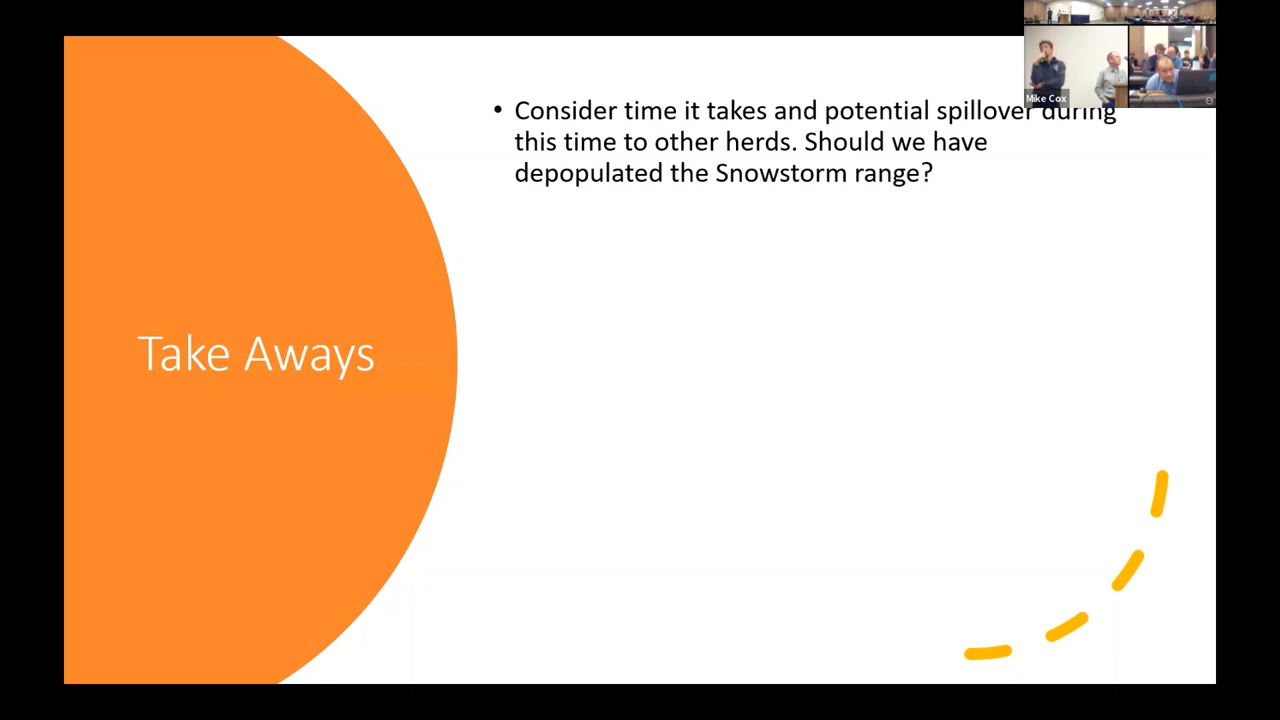 Mike Cox
• Consider time it takes and potential spillover during
this time to other herds. Should we have
depopulated the Snowstorm range?
Take Aways